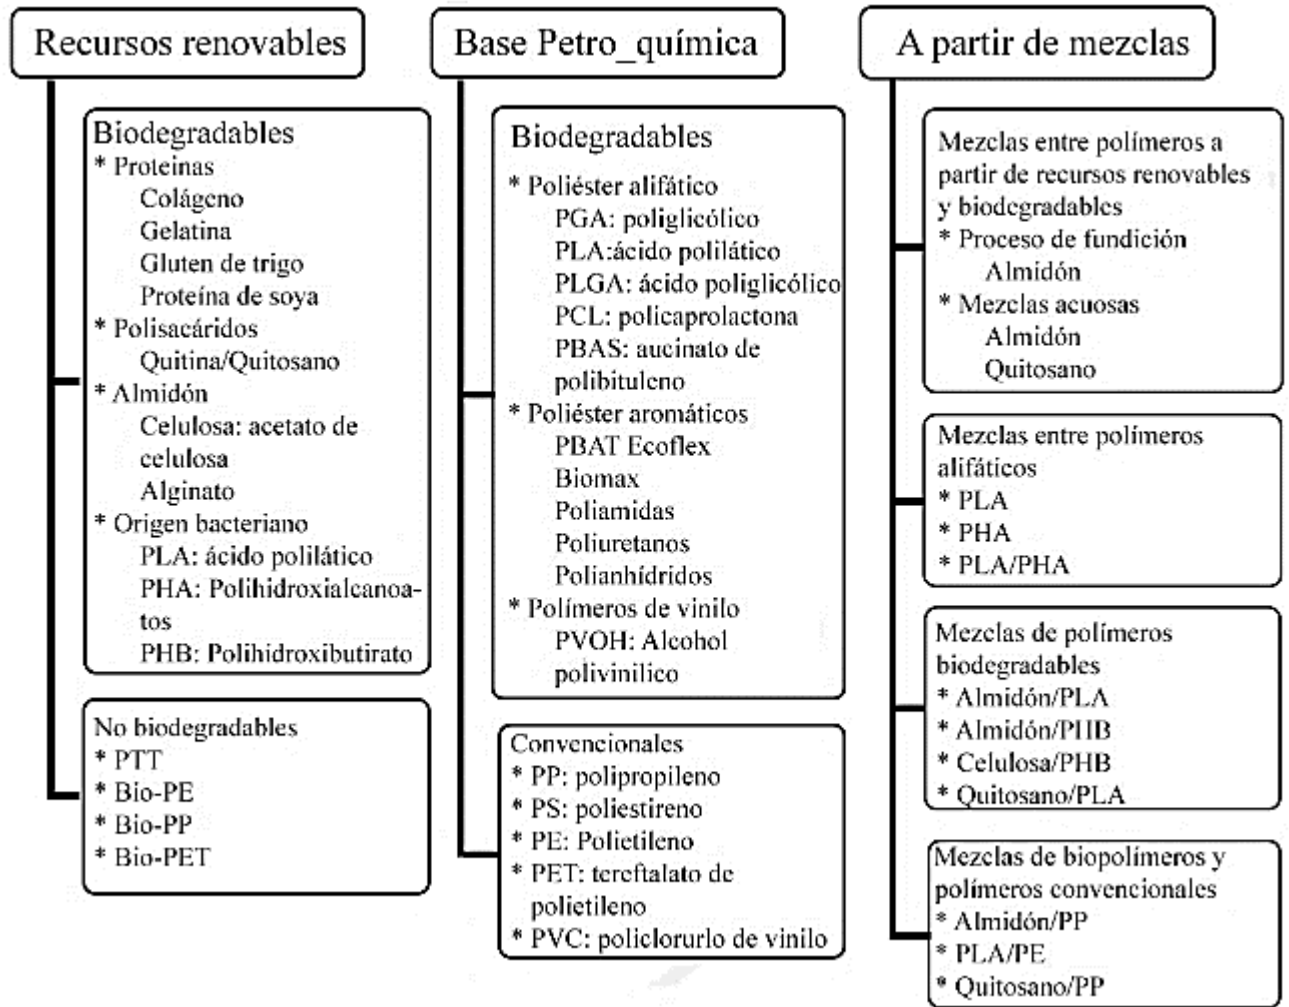 Recursos renovables
Biodegradables
* Proteinas
Colágeno
Gelatina
Gluten de trigo
Proteína de soya
* Polisacáridos
Quitina/Quitosano
* Almidón
Celulosa: acetato de
celulosa
Alginato
* Origen bacteriano
PLA: ácido polilático
PHA: Polihidroxialcanoa-
tos
PHB: Polihidroxibutirato
No biodegradables
* PTT
* Bio-PE
* Bio-PP
* Bio-PET
Base Petro_química
Biodegradables
* Poliéster alifático
PGA: poliglicólico
PLA:ácido polilático
PLGA: ácido poliglicólico
PCL: policaprolactona
PBAS: aucinato de
polibituleno
* Poliéster aromáticos
PBAT Ecoflex
Biomax
Poliamidas
Poliuretanos
Polianhídridos
* Polímeros de vinilo
PVOH: Alcohol
polivinilico
Convencionales
* PP: polipropileno
* PS: poliestireno
* PE: Polietileno
* PET: tereftalato de
polietileno
* PVC: policlorurlo de vinilo
A partir de mezclas
Mezclas entre polímeros a
partir de recursos renovables
y biodegradables
* Proceso de fundición
Almidón
* Mezclas acuosas
Almidón
Quitosano
Mezclas entre polímeros
alifáticos
* PLA
* PHA
* PLA/PHA
Mezclas de polímeros
biodegradables
* Almidón/PLA
* Almidón/PHB
* Celulosa/PHB
* Quitosano/PLA
Mezclas de biopolímeros y
polímeros convencionales
* Almidón/PP
* PLA/PE
* Quitosano/PP